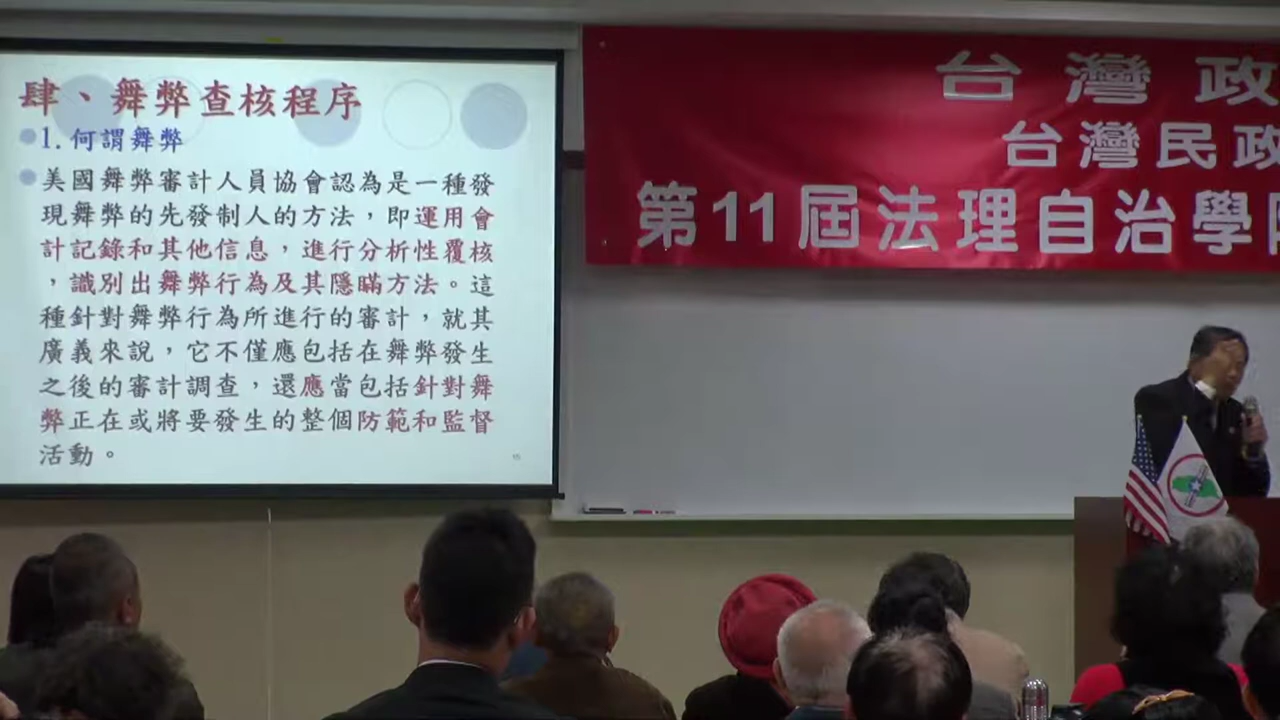 肆、舞弊查核程序
1. 何謂舞弊
美國舞弊審計人員協會認為是一種發
現舞弊的先發制人的方法，即運用會
計記錄和其他信息，進行分析性覆核
，識別出舞弊行為及其隱瞞方法。這
種針對舞弊行為所進行的審計，就其
廣義來說，它不僅應包括在舞弊發生
之後的審計調查，還應當包括針對舞
弊正在或將要發生的整個防範和監督
活動。
台灣政
台灣民政
第11屆法理自治學